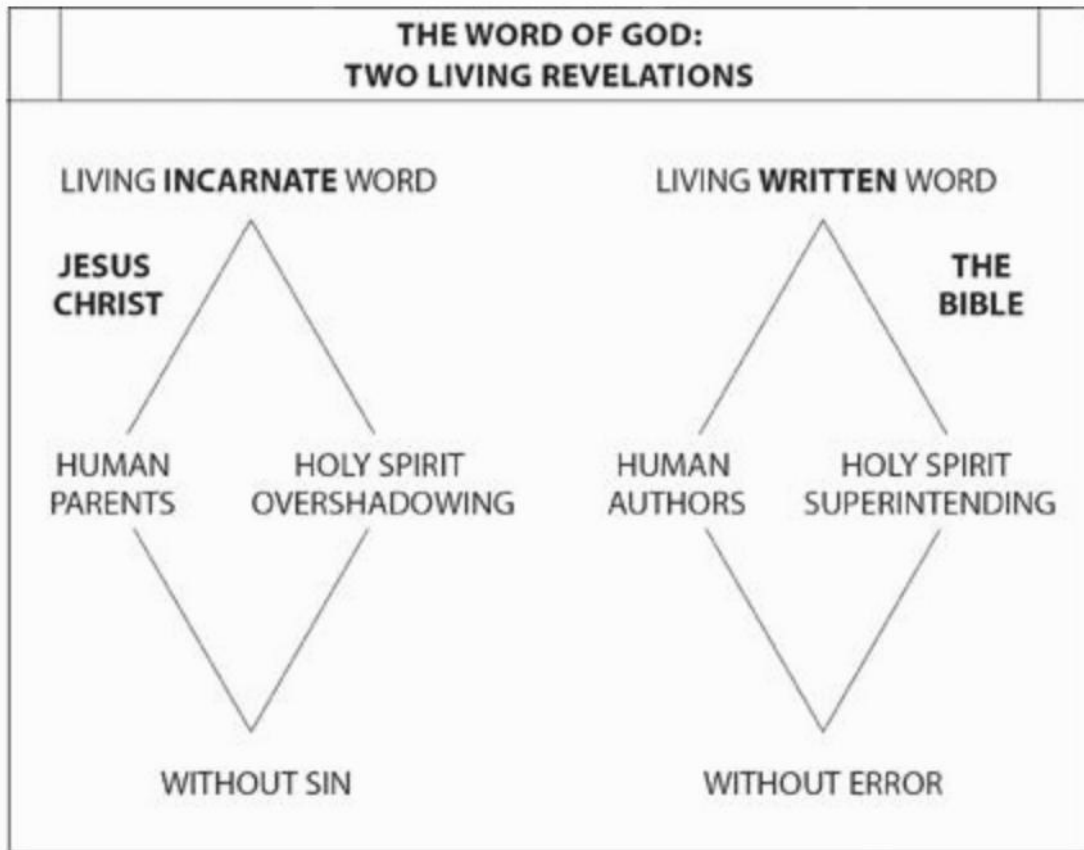 THE WORD OF GOD:
TWO LIVING REVELATIONS
LIVING INCARNATE WORD
JESUS
CHRIST
HUMAN
PARENTS
HOLY SPIRIT
OVERSHADOWING
WITHOUT SIN
LIVING WRITTEN WORD
THE
BIBLE
HUMAN
AUTHORS
HOLY SPIRIT
SUPERINTENDING
WITHOUT ERROR